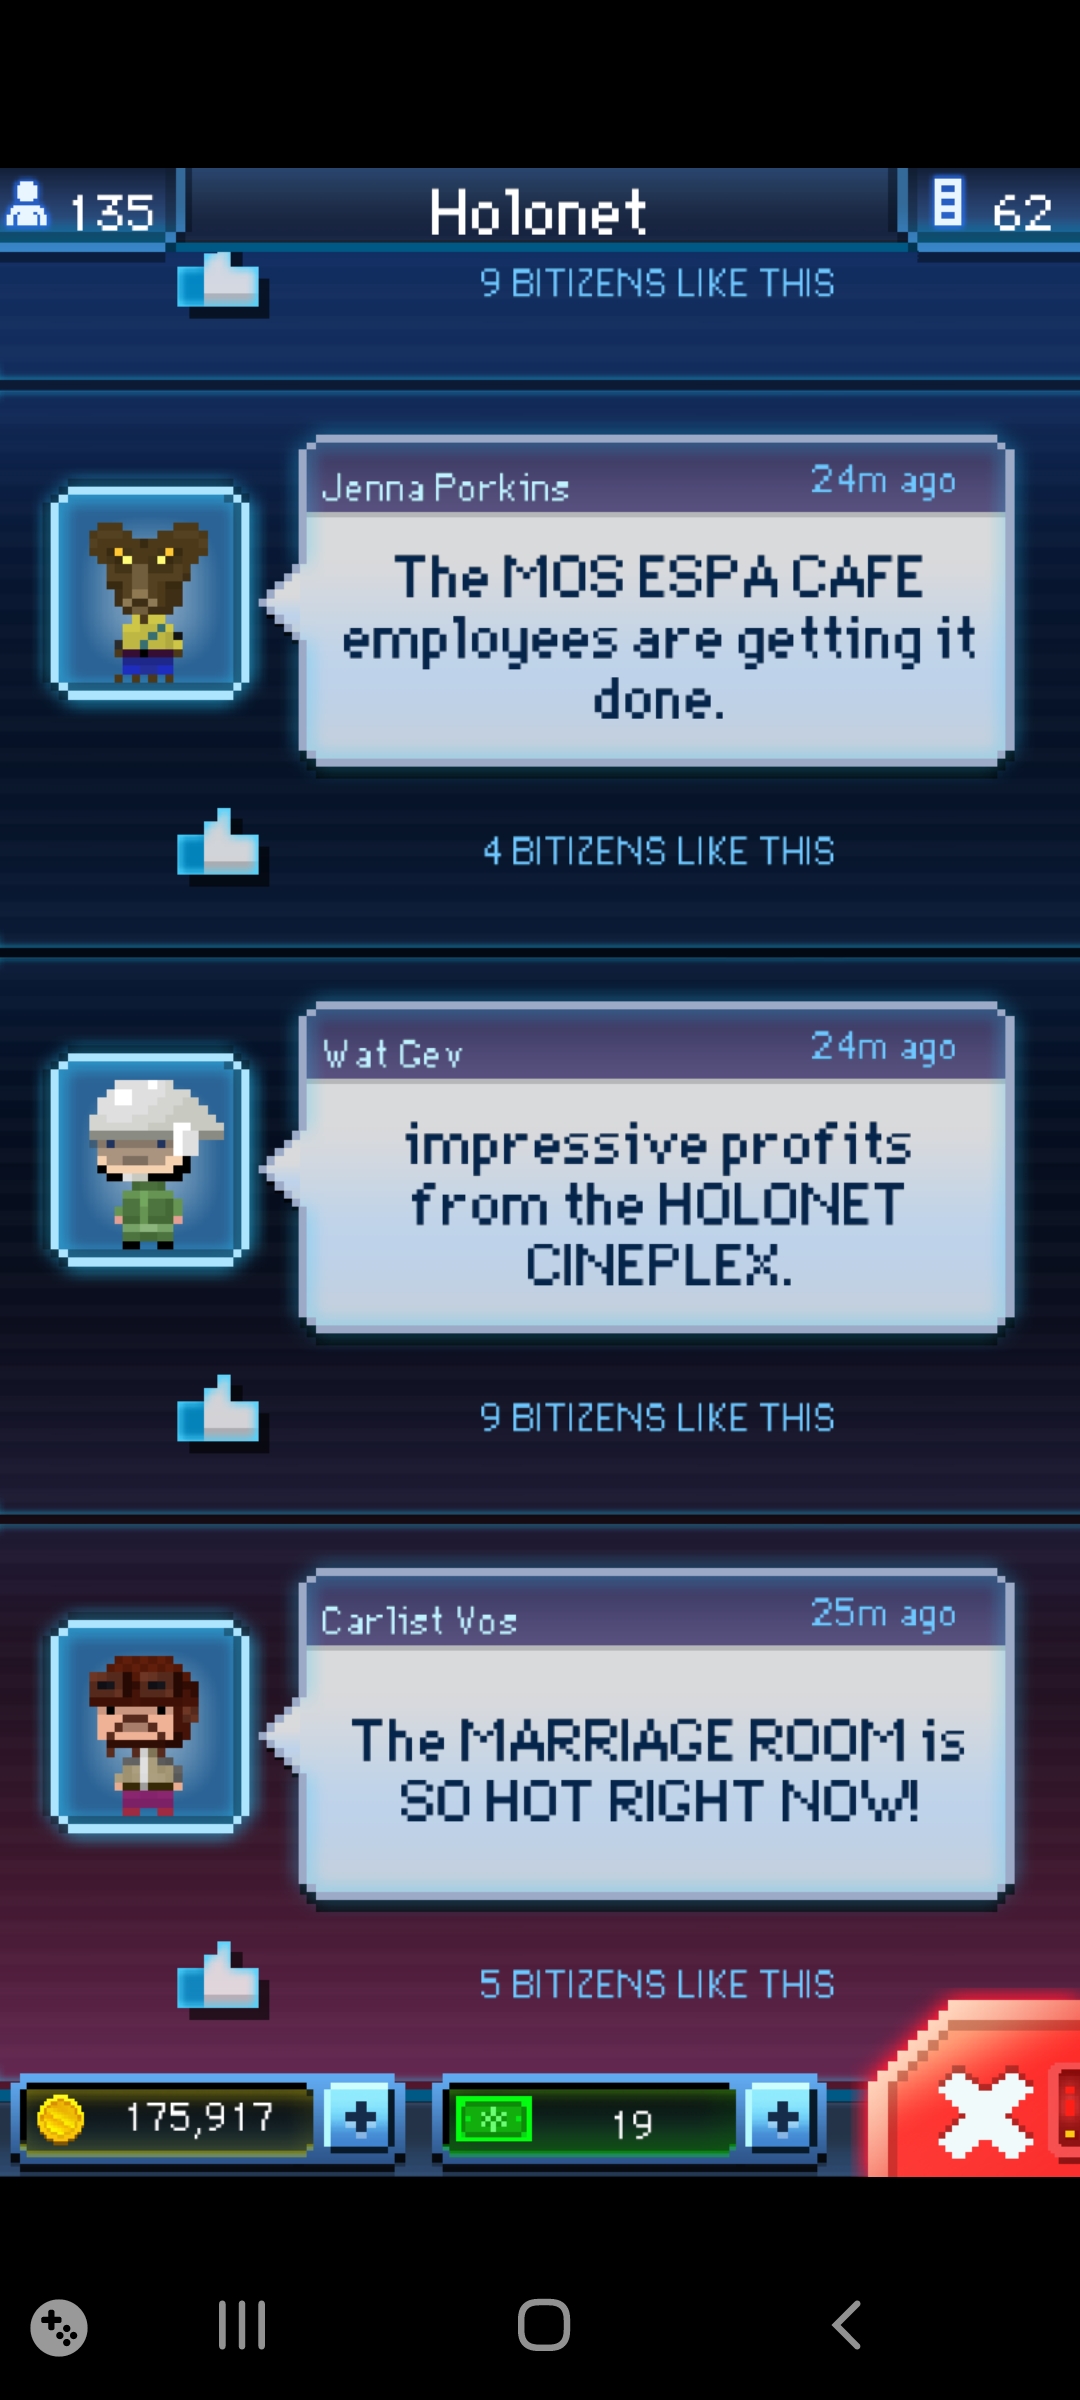 135
Holonet
62
9 BITIZENS LIKE THIS
Jenna Porkins
24m ago
The MOS ESPA CAFE
employees are getting it
done.
4 BITIZENS LIKE THIS
Wat Gev
24m ago
impressive profits
from the HOLONET
CINEPLEX.
9 BITIZENS LIKE THIS
Carlist Vos
25m ago
The MARRIAGE ROOM is
SO HOT RIGHT NOW!
5 BITIZENS LIKE THIS
175,917
19